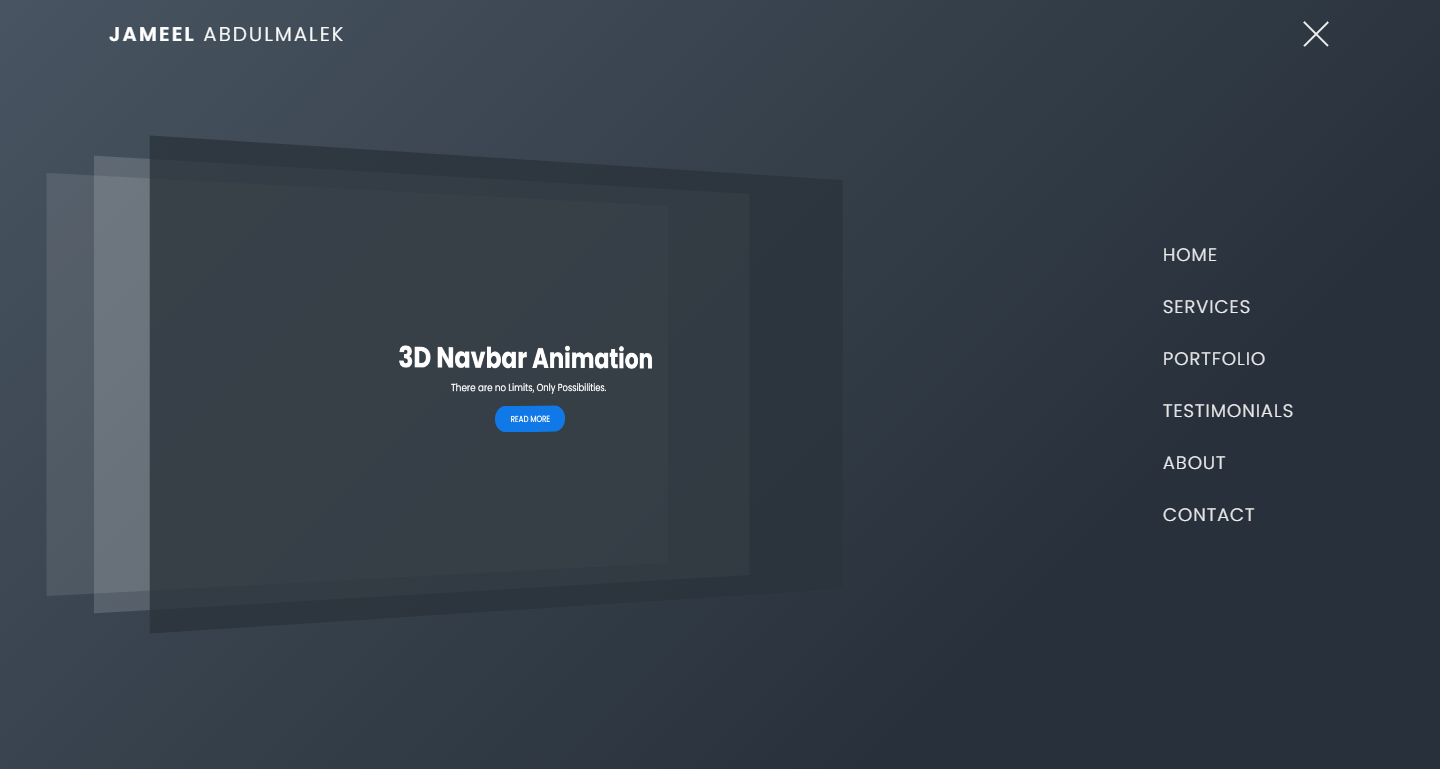 JAMEEL ABDULMALEK
3D Navbar Animation
There are no Limits, Only Possibilities.
READ MORE
HOME
SERVICES
PORTFOLIO
TESTIMONIALS
ABOUT
CONTACT